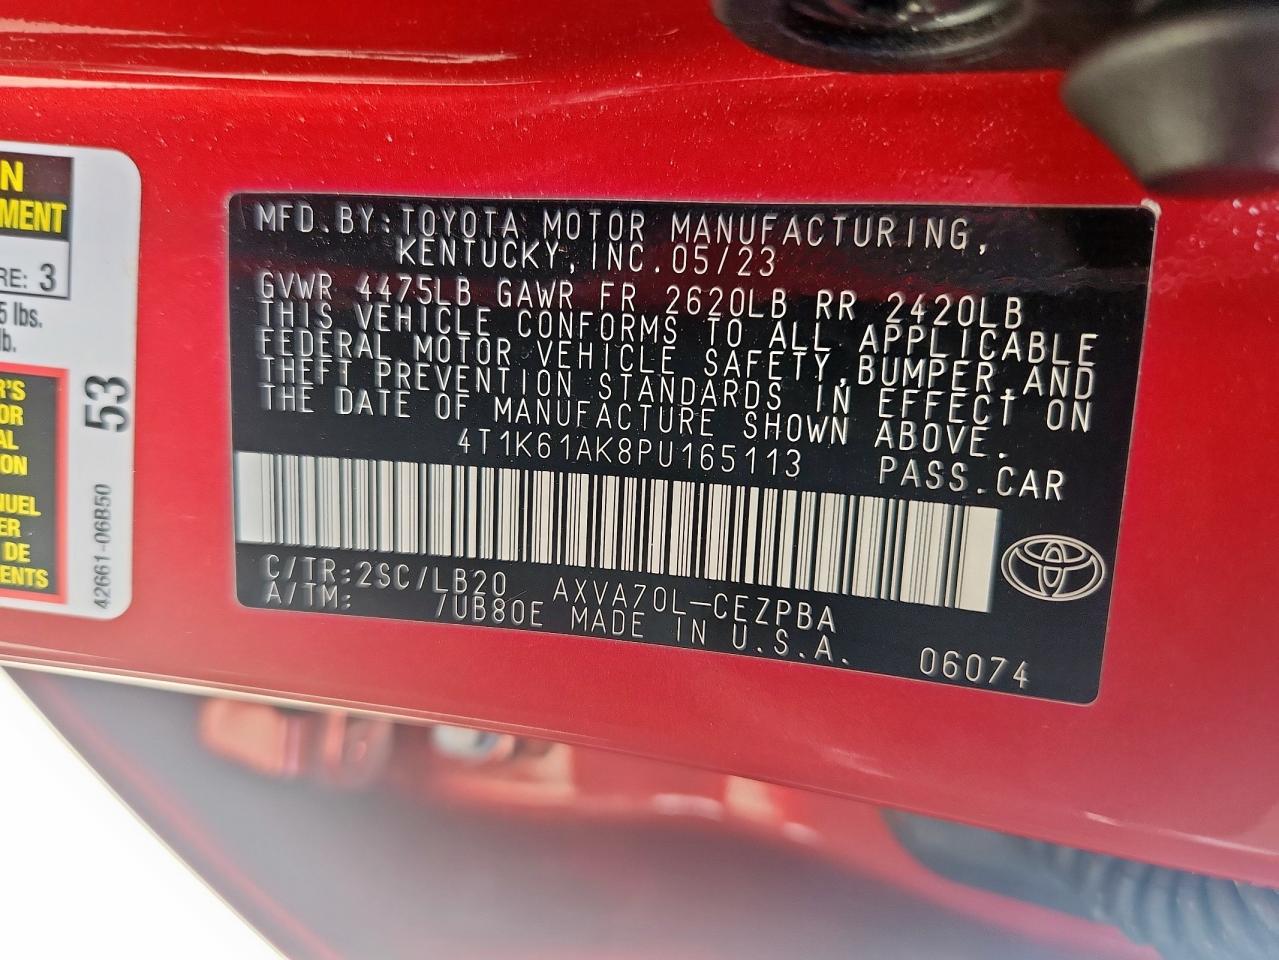 N
MENT
RE: 3
5 lbs.
lb.
'S
OR
AL
ION
NUEL
ER
DE
ENTS
53
42661-06B50
MFD.BY:TOYOTA MOTOR MANUFACTURING,
KENTUCKY,INC.05/23
GVWR 4475LB GAWR FR 2620LB RR 2420LB
THIS VEHICLE CONFORMS TO ALL APPLICABLE
FEDERAL MOTOR VEHICLE SAFETY,BUMPER,AND
THEFT PREVENTION STANDARDS IN EFFECT ON
THE DATE OF MANUFACTURE SHOWN ABOVE.
4T1K61AK8PU165113 PASS.CAR
C/TR:2SC/LB20 AXVA70L-CEZPBA
A/TM: /UB80E MADE IN U.S.A. 06074